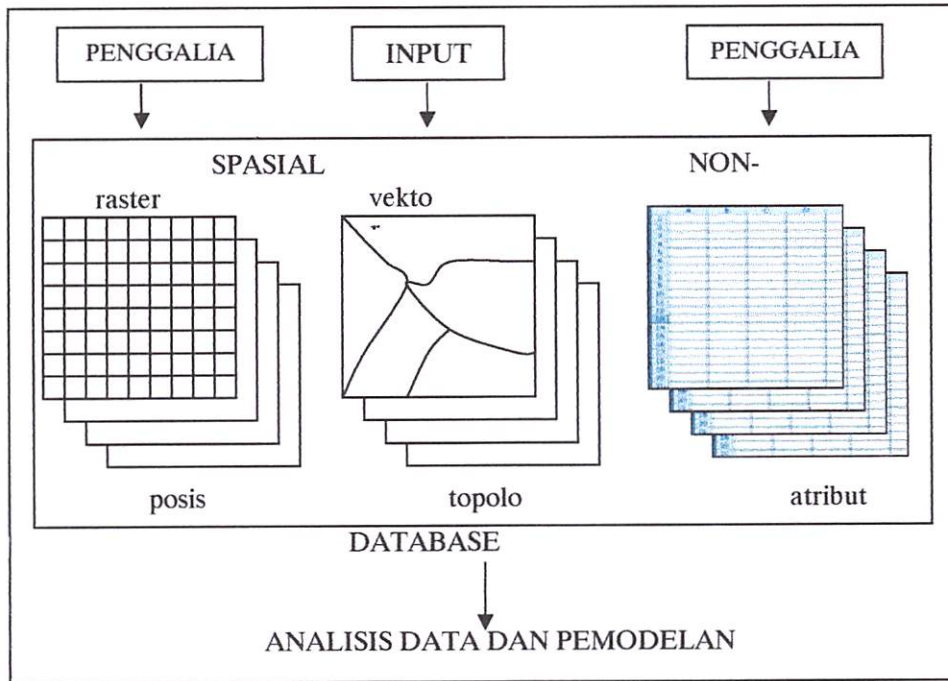 PENGGALIA
INPUT
PENGGALIA
SPASIAL
NON-
raster
vekto
posis
topolo
atribut
DATABASE
ANALISIS DATA DAN PEMODELAN